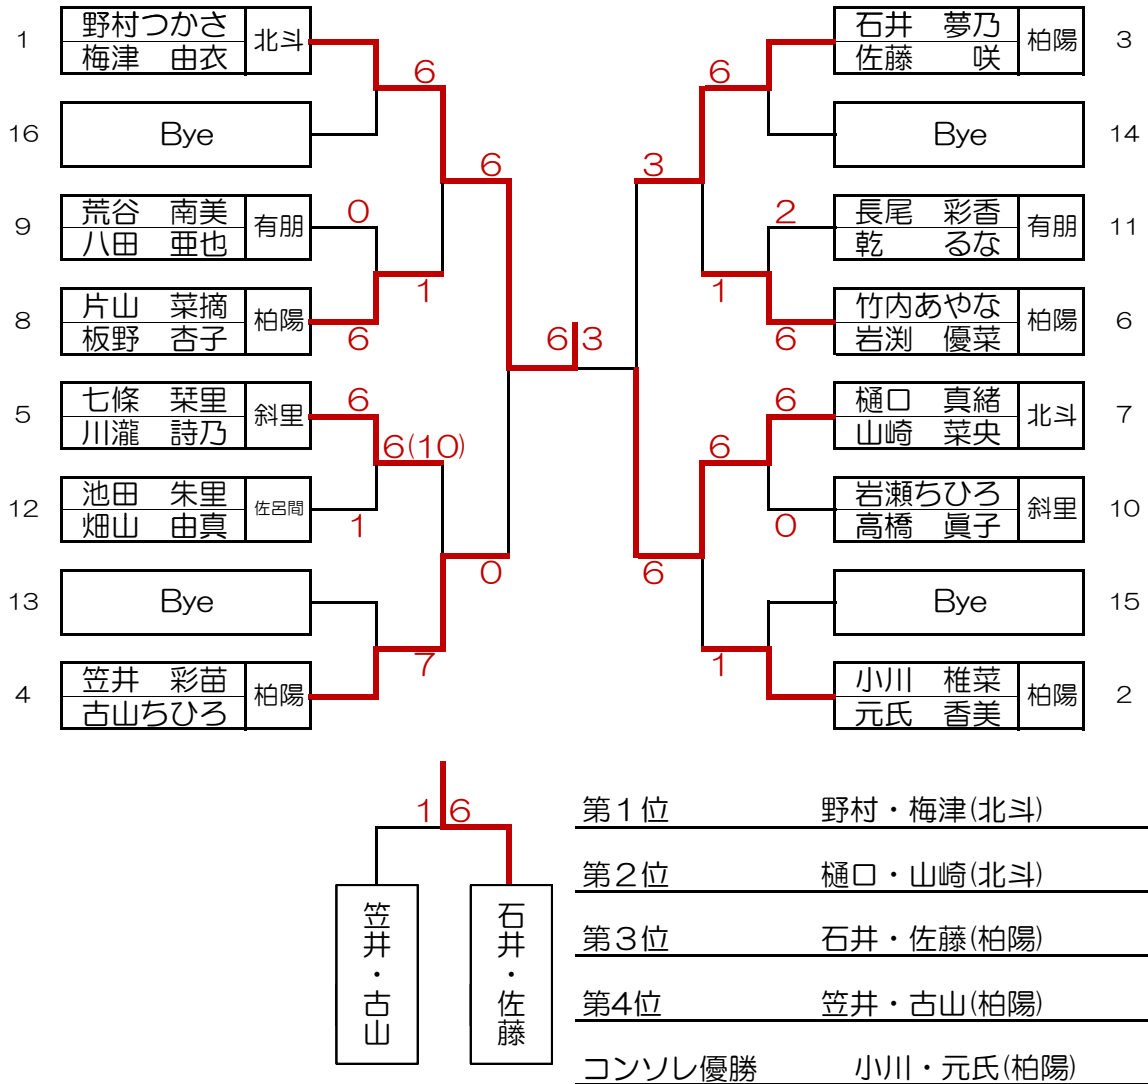 1 野村つかさ 北斗
梅津　由衣
16 Bye
9 荒谷　南美 有朋
八田　亜也
8 片山　菜摘 柏陽
板野　杏子
5 七條　栞里 斜里
川瀧　詩乃
12 池田　朱里 佐呂間
畑山　由真
13 Bye
4 笠井　彩苗 柏陽
古山ちひろ
6
0
6
6
1
6
6(10)
1
7
0
6 3
石井　夢乃 柏陽 3
佐藤　咲
Bye 14
長尾　彩香 有朋 11
乾　るな
竹内あやな 柏陽 6
岩渕　優菜
樋口　真緒 北斗 7
山崎　菜央
岩瀬ちひろ 斜里 10
高橋　眞子
Bye 15
小川　椎菜 柏陽 2
元氏　香美
6
3
2
1
6
6
6
0
6
1
1 6
笠井・古山
石井・佐藤
第1位 野村・梅津(北斗)
第2位 樋口・山崎(北斗)
第3位 石井・佐藤(柏陽)
第4位 笠井・古山(柏陽)
コンソレ優勝 小川・元氏(柏陽)